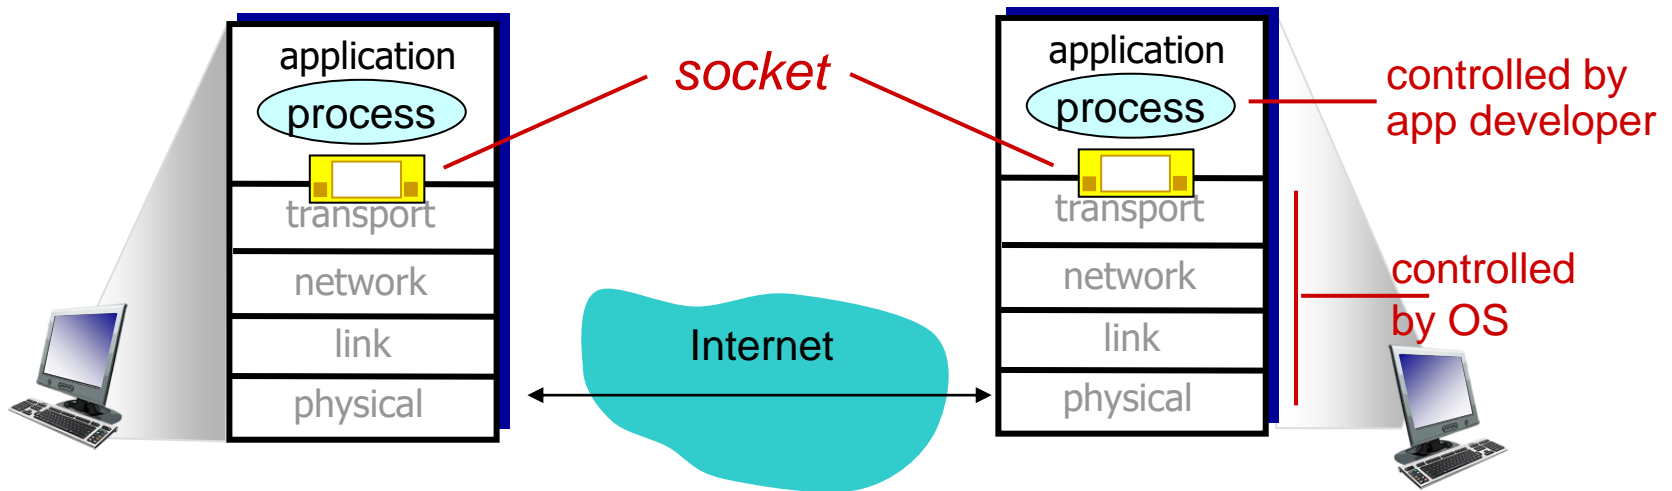 application
process
transport
network
link
physical
socket
Internet
application
process
transport
network
link
physical
controlled by
app developer
controlled
by OS